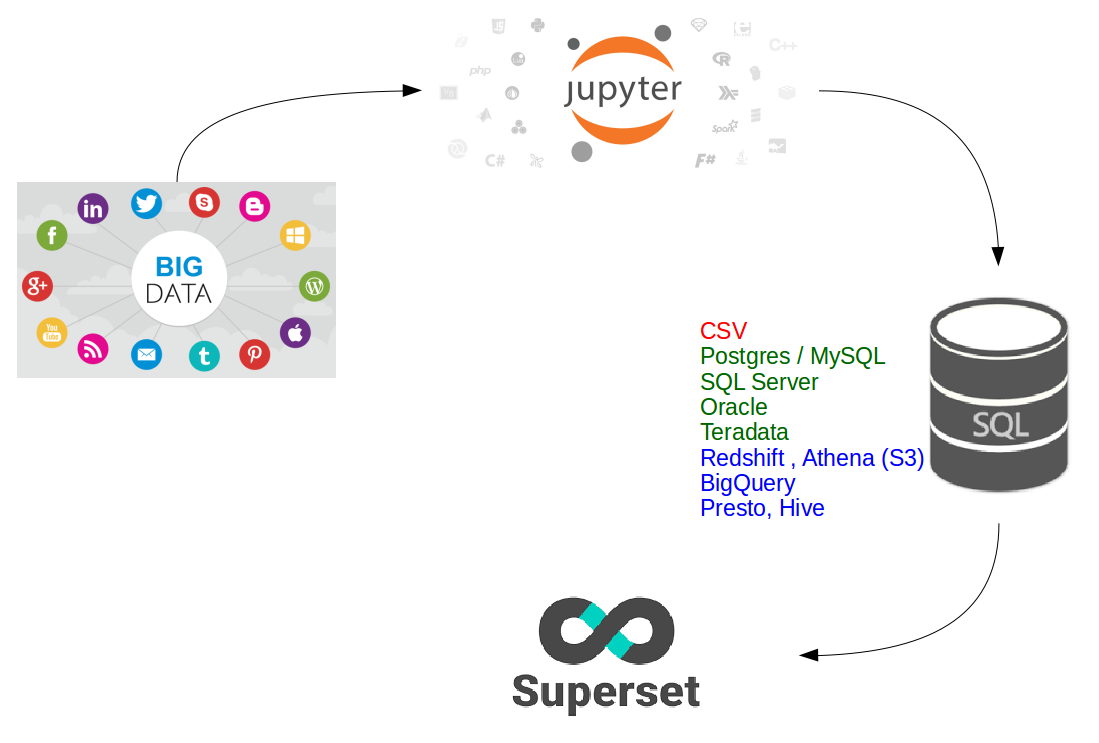 php
C++
R
jupyter
Spark
C#
F#
in
S
f
g+
BIG
DATA
You
Tube
t
CSV
Postgres / MySQL
SQL Server
Oracle
Teradata
Redshift , Athena (S3)
BigQuery
Presto, Hive
SQL
Superset